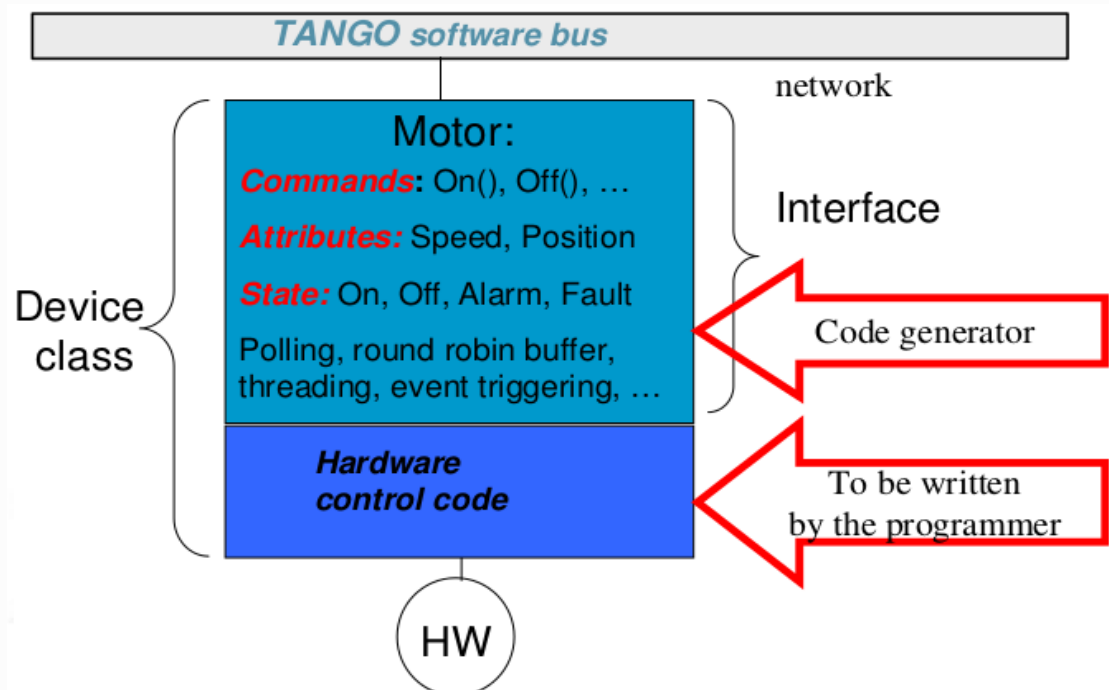 TANGO software bus
network
Motor:
Commands: On(), Off(), …
Attributes: Speed, Position
State: On, Off, Alarm, Fault
Polling, round robin buffer,
threading, event triggering, …
Interface
Device
class
Code generator
Hardware
control code
To be written
by the programmer
HW